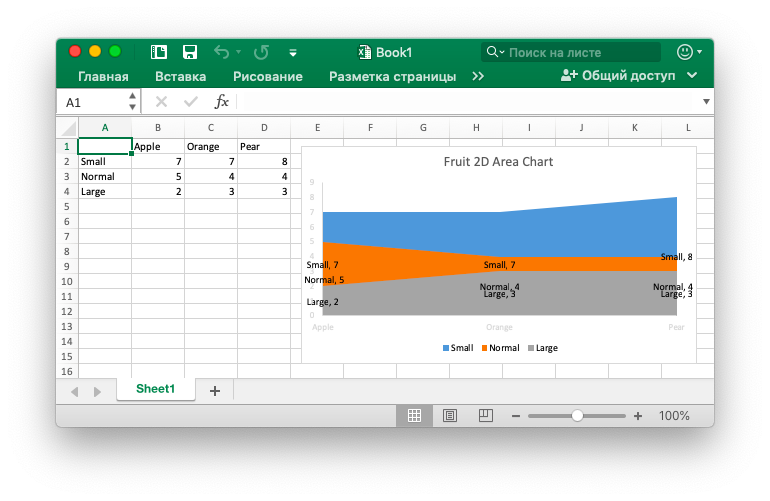 Book1
Поиск на листе
Главная Вставка Рисование Разметка страницы >> Общий доступ
A1 fx
A B C D E F G H I J K L
1 Apple Orange Pear
2 Small 7 7 8
3 Normal 5 4 4
4 Large 2 3 3
5
6
7
8
9
10
11
12
13
14
15
16
Fruit 2D Area Chart
9
8
7
6
5
4
2
0
Small, 7 Small, 7 Small, 8
Normal, 5 Normal, 4 Normal, 4
Large, 2 Large, 3 Large, 3
Apple Orange Pear
Small Normal Large
Sheet1 +
− + 100%